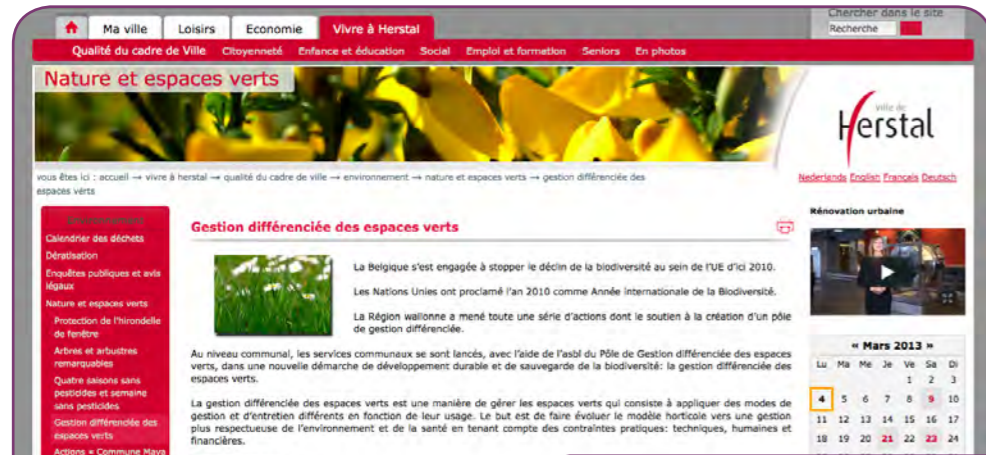 Chercher dans le site
Ma ville Loisirs Economie Vivre à Herstal
Recherche
Qualité du cadre de Ville Citoyenneté Enfance et éducation Social Emploi et formation Seniors En photos
Nature et espaces verts
ville de
Herstal
vous êtes ici : accueil → vivre à herstal → qualité du cadre de ville → environnement → nature et espaces verts → gestion différenciée des
espaces verts
Nederlands English Francais Deutsch
Environnement
Calendrier des déchets
Dératisation
Enquêtes publiques et avis
légaux
Nature et espaces verts
Protection de l'hirondelle
de fenêtre
Arbres et arbustres
remarquables
Quatre saisons sans
pesticides et semaine
sans pesticides
Gestion différenciée des
espaces verts
Actions « Commune Maya
Gestion différenciée des espaces verts
La Belgique s'est engagée à stopper le déclin de la biodiversité au sein de l'UE d'ici 2010.
Les Nations Unies ont proclamé l'an 2010 comme Année internationale de la Biodiversité.
La Région wallonne a mené toute une série d'actions dont le soutien à la création d'un pôle
de gestion différenciée.
Au niveau communal, les services communaux se sont lancés, avec l'aide de l'asbl du Pôle de Gestion différenciée des espaces
verts, dans une nouvelle démarche de développement durable et de sauvegarde de la biodiversité: la gestion différenciée des
espaces verts.
La gestion différenciée des espaces verts est une manière de gérer les espaces verts qui consiste à appliquer des modes de
gestion et d'entretien différents en fonction de leur usage. Le but est de faire évoluer le modèle horticole vers une gestion
plus respectueuse de l'environnement et de la santé en tenant compte des contraintes pratiques: techniques, humaines et
financières.
Rénovation urbaine
« Mars 2013 »
Lu Ma Me Je Ve Sa Di
1 2 3
4 5 6 7 8 9 10
11 12 13 14 15 16 17
18 19 20 21 22 23 24